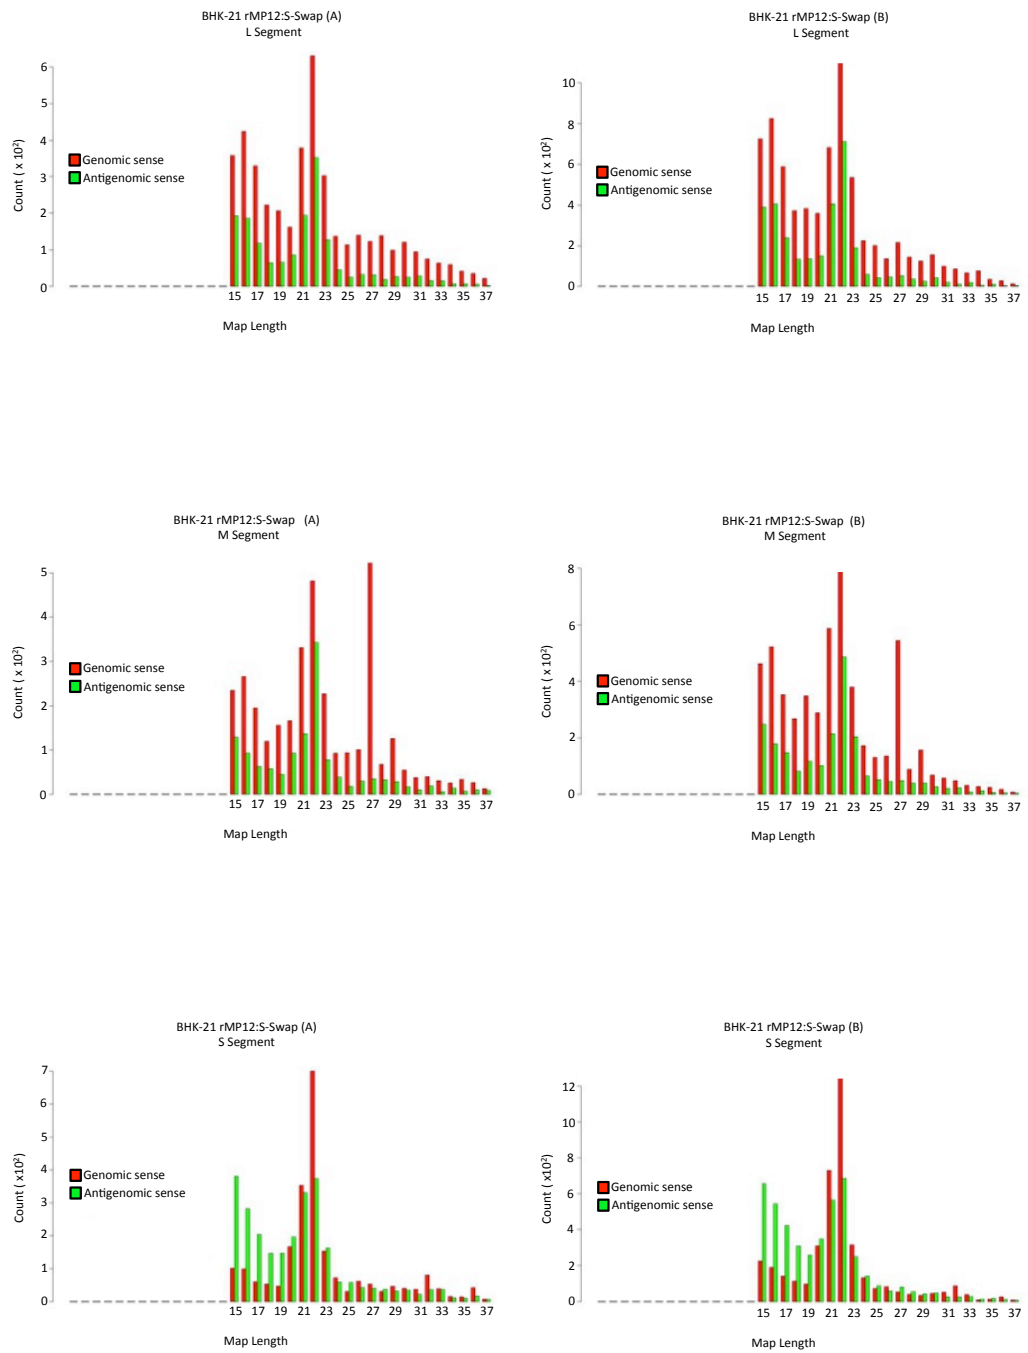 BHK-21 rMP12:S-Swap (A)
L Segment
6
5
4
3
2
1
0
Count ( x 10²)
Genomic sense
Antigenomic sense
15 17 19 21 23 25 27 29 31 33 35 37
Map Length
BHK-21 rMP12:S-Swap (B)
L Segment
10
8
6
4
2
0
Count ( x 10²)
Genomic sense
Antigenomic sense
15 17 19 21 23 25 27 29 31 33 35 37
Map Length
BHK-21 rMP12:S-Swap (A)
M Segment
5
4
3
2
1
0
Count ( x 10²)
Genomic sense
Antigenomic sense
15 17 19 21 23 25 27 29 31 33 35 37
Map Length
BHK-21 rMP12:S-Swap (B)
M Segment
8
6
4
2
0
Count ( x 10²)
Genomic sense
Antigenomic sense
15 17 19 21 23 25 27 29 31 33 35 37
Map Length
BHK-21 rMP12:S-Swap (A)
S Segment
7
6
5
4
3
2
1
0
Count ( x10²)
Genomic sense
Antigenomic sense
15 17 19 21 23 25 27 29 31 33 35 37
Map Length
BHK-21 rMP12:S-Swap (B)
S Segment
12
10
8
6
4
2
0
Count ( x10²)
Genomic sense
Antigenomic sense
15 17 19 21 23 25 27 29 31 33 35 37
Map Length